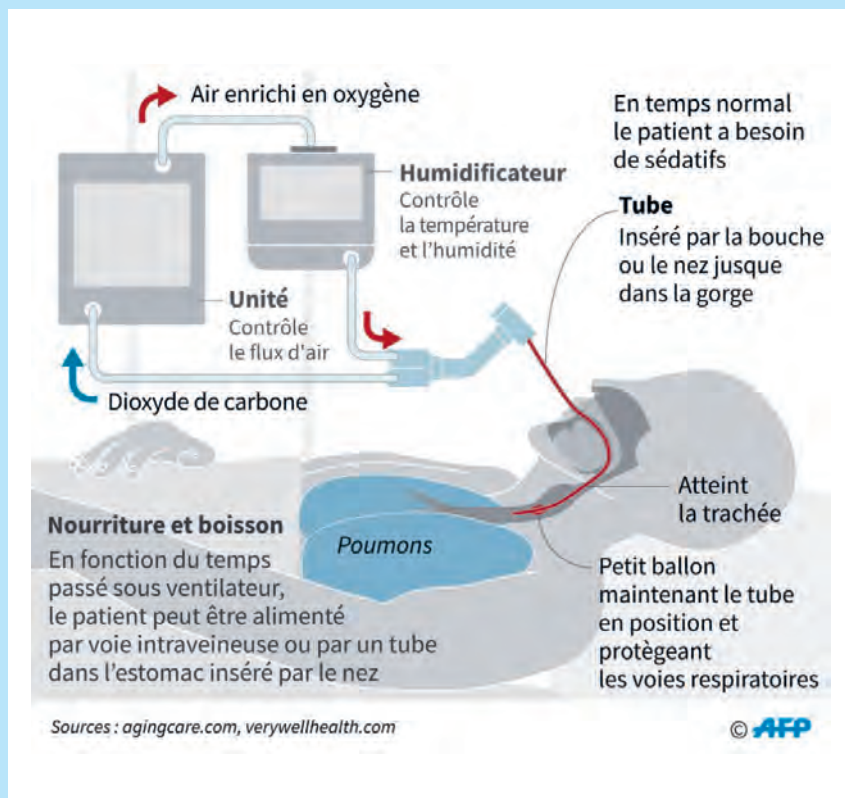 Air enrichi en oxygène
En temps normal
le patient a besoin
de sédatifs
Humidificateur
Contrôle
la température
et l'humidité
Tube
Inséré par la bouche
ou le nez jusque
dans la gorge
Unité
Contrôle
le flux d'air
Dioxyde de carbone
Atteint
la trachée
Nourriture et boisson
En fonction du temps
passé sous ventilateur,
le patient peut être alimenté
par voie intraveineuse ou par un tube
dans l'estomac inséré par le nez
Poumons
Petit ballon
maintenant le tube
en position et
protègeant
les voies respiratoires
Sources : agingcare.com, verywellhealth.com
© AFP